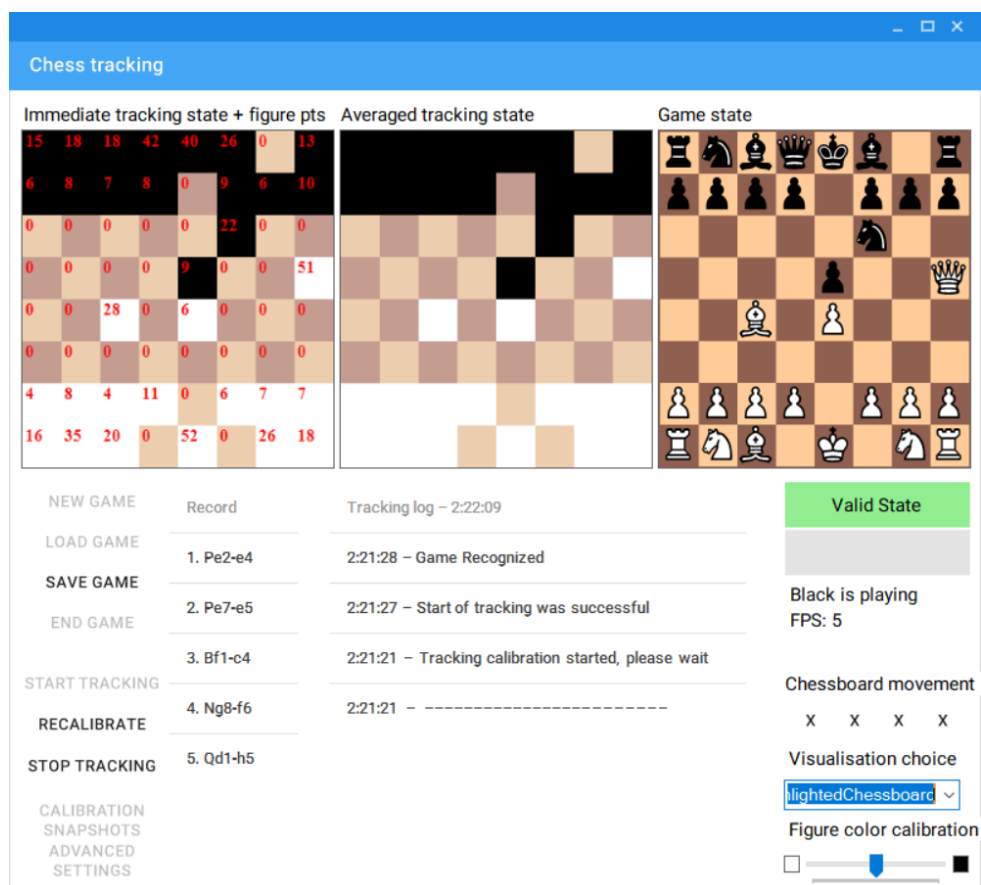 Chess tracking
Immediate tracking state + figure pts Averaged tracking state Game state
15 18 18 42 40 26 0 13
6 8 7 8 0 9 6 10
0 0 0 0 0 22 0 0
0 0 0 0 9 0 0 51
0 0 28 0 6 0 0 0
0 0 0 0 0 0 0 0
4 8 4 11 0 6 7 7
16 35 20 0 52 0 26 18
NEW GAME
LOAD GAME
SAVE GAME
END GAME
START TRACKING
RECALIBRATE
STOP TRACKING
CALIBRATION
SNAPSHOTS
ADVANCED
SETTINGS
Record
1. Pe2-e4
2. Pe7-e5
3. Bf1-c4
4. Ng8-f6
5. Qd1-h5
Tracking log – 2:22:09
2:21:28 – Game Recognized
2:21:27 – Start of tracking was successful
2:21:21 – Tracking calibration started, please wait
2:21:21 – -------------------------
Valid State
Black is playing
FPS: 5
Chessboard movement
X X X X
Visualisation choice
lightedChessboard
Figure color calibration